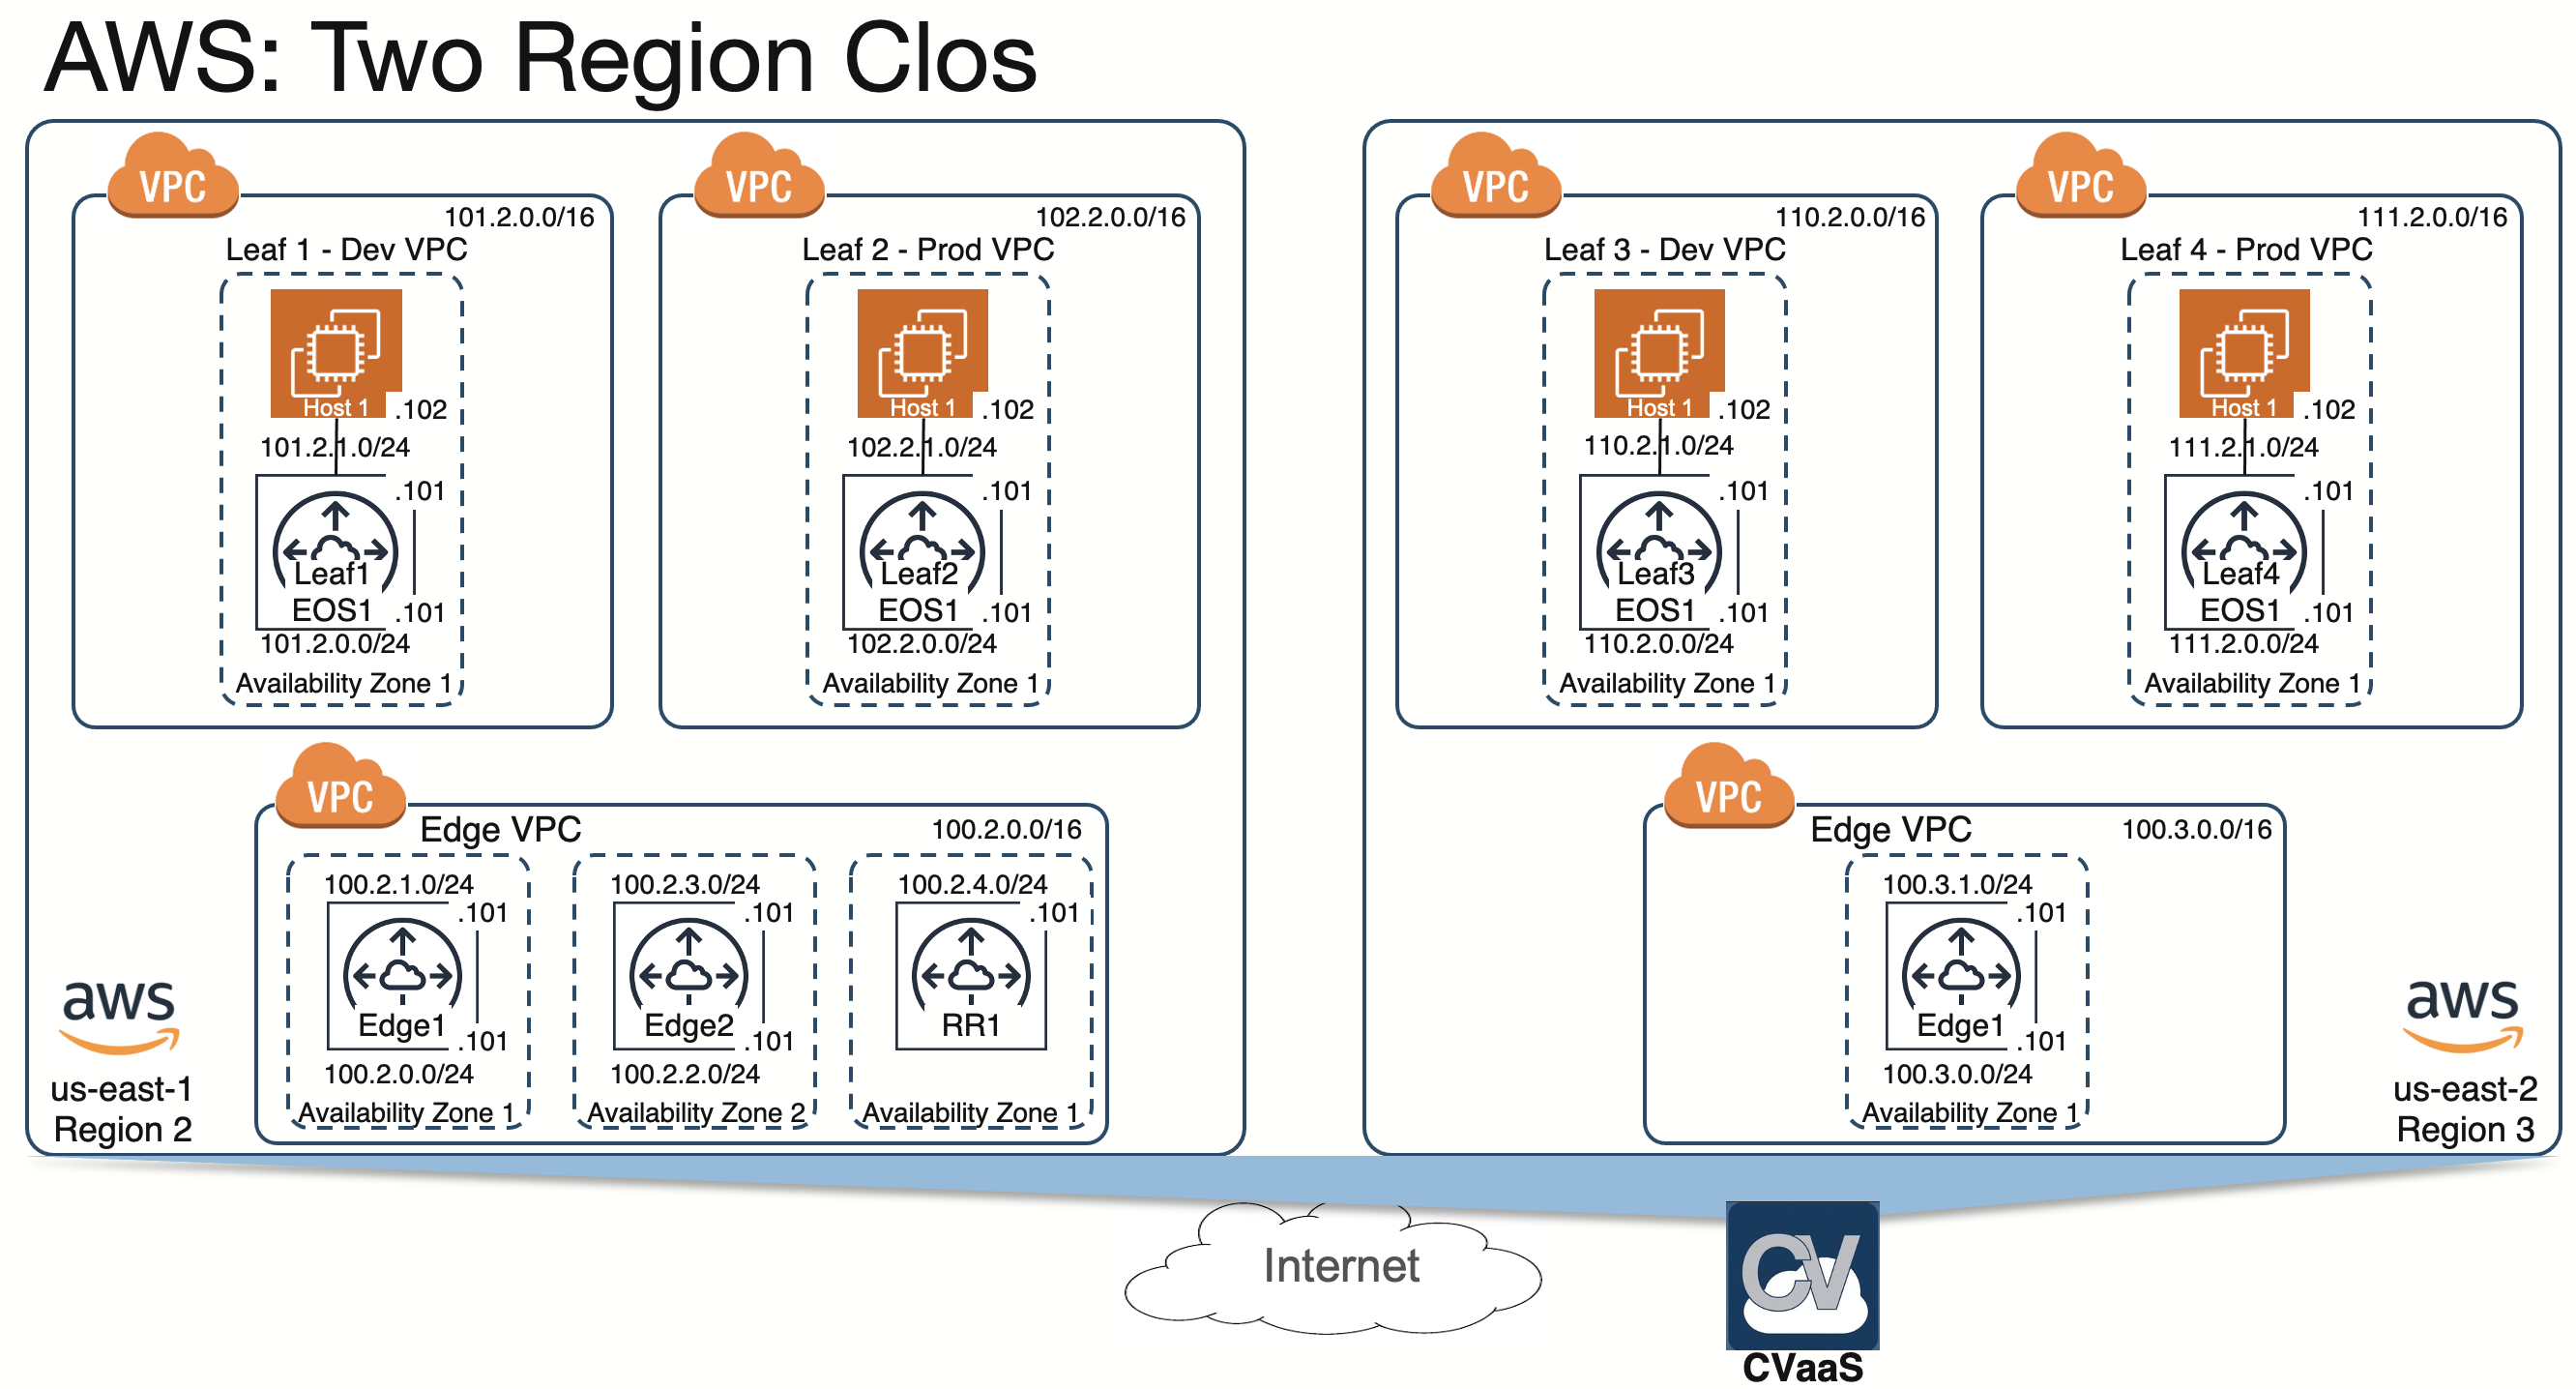 AWS: Two Region Clos
VPC
101.2.0.0/16
Leaf 1 - Dev VPC
Host 1
.102
101.2.1.0/24
.101
Leaf1
EOS1
.101
101.2.0.0/24
Availability Zone 1
VPC
102.2.0.0/16
Leaf 2 - Prod VPC
Host 1
.102
102.2.1.0/24
.101
Leaf2
EOS1
.101
102.2.0.0/24
Availability Zone 1
VPC
Edge VPC
100.2.0.0/16
100.2.1.0/24
.101
Edge1
.101
100.2.0.0/24
Availability Zone 1
100.2.3.0/24
.101
Edge2
.101
100.2.2.0/24
Availability Zone 2
100.2.4.0/24
.101
RR1
Availability Zone 1
aws
us-east-1
Region 2
VPC
110.2.0.0/16
Leaf 3 - Dev VPC
Host 1
.102
110.2.1.0/24
.101
Leaf3
EOS1
.101
110.2.0.0/24
Availability Zone 1
VPC
111.2.0.0/16
Leaf 4 - Prod VPC
Host 1
.102
111.2.1.0/24
.101
Leaf4
EOS1
.101
111.2.0.0/24
Availability Zone 1
VPC
Edge VPC
100.3.0.0/16
100.3.1.0/24
.101
Edge1
.101
100.3.0.0/24
Availability Zone 1
aws
us-east-2
Region 3
Internet
CV
CVaaS